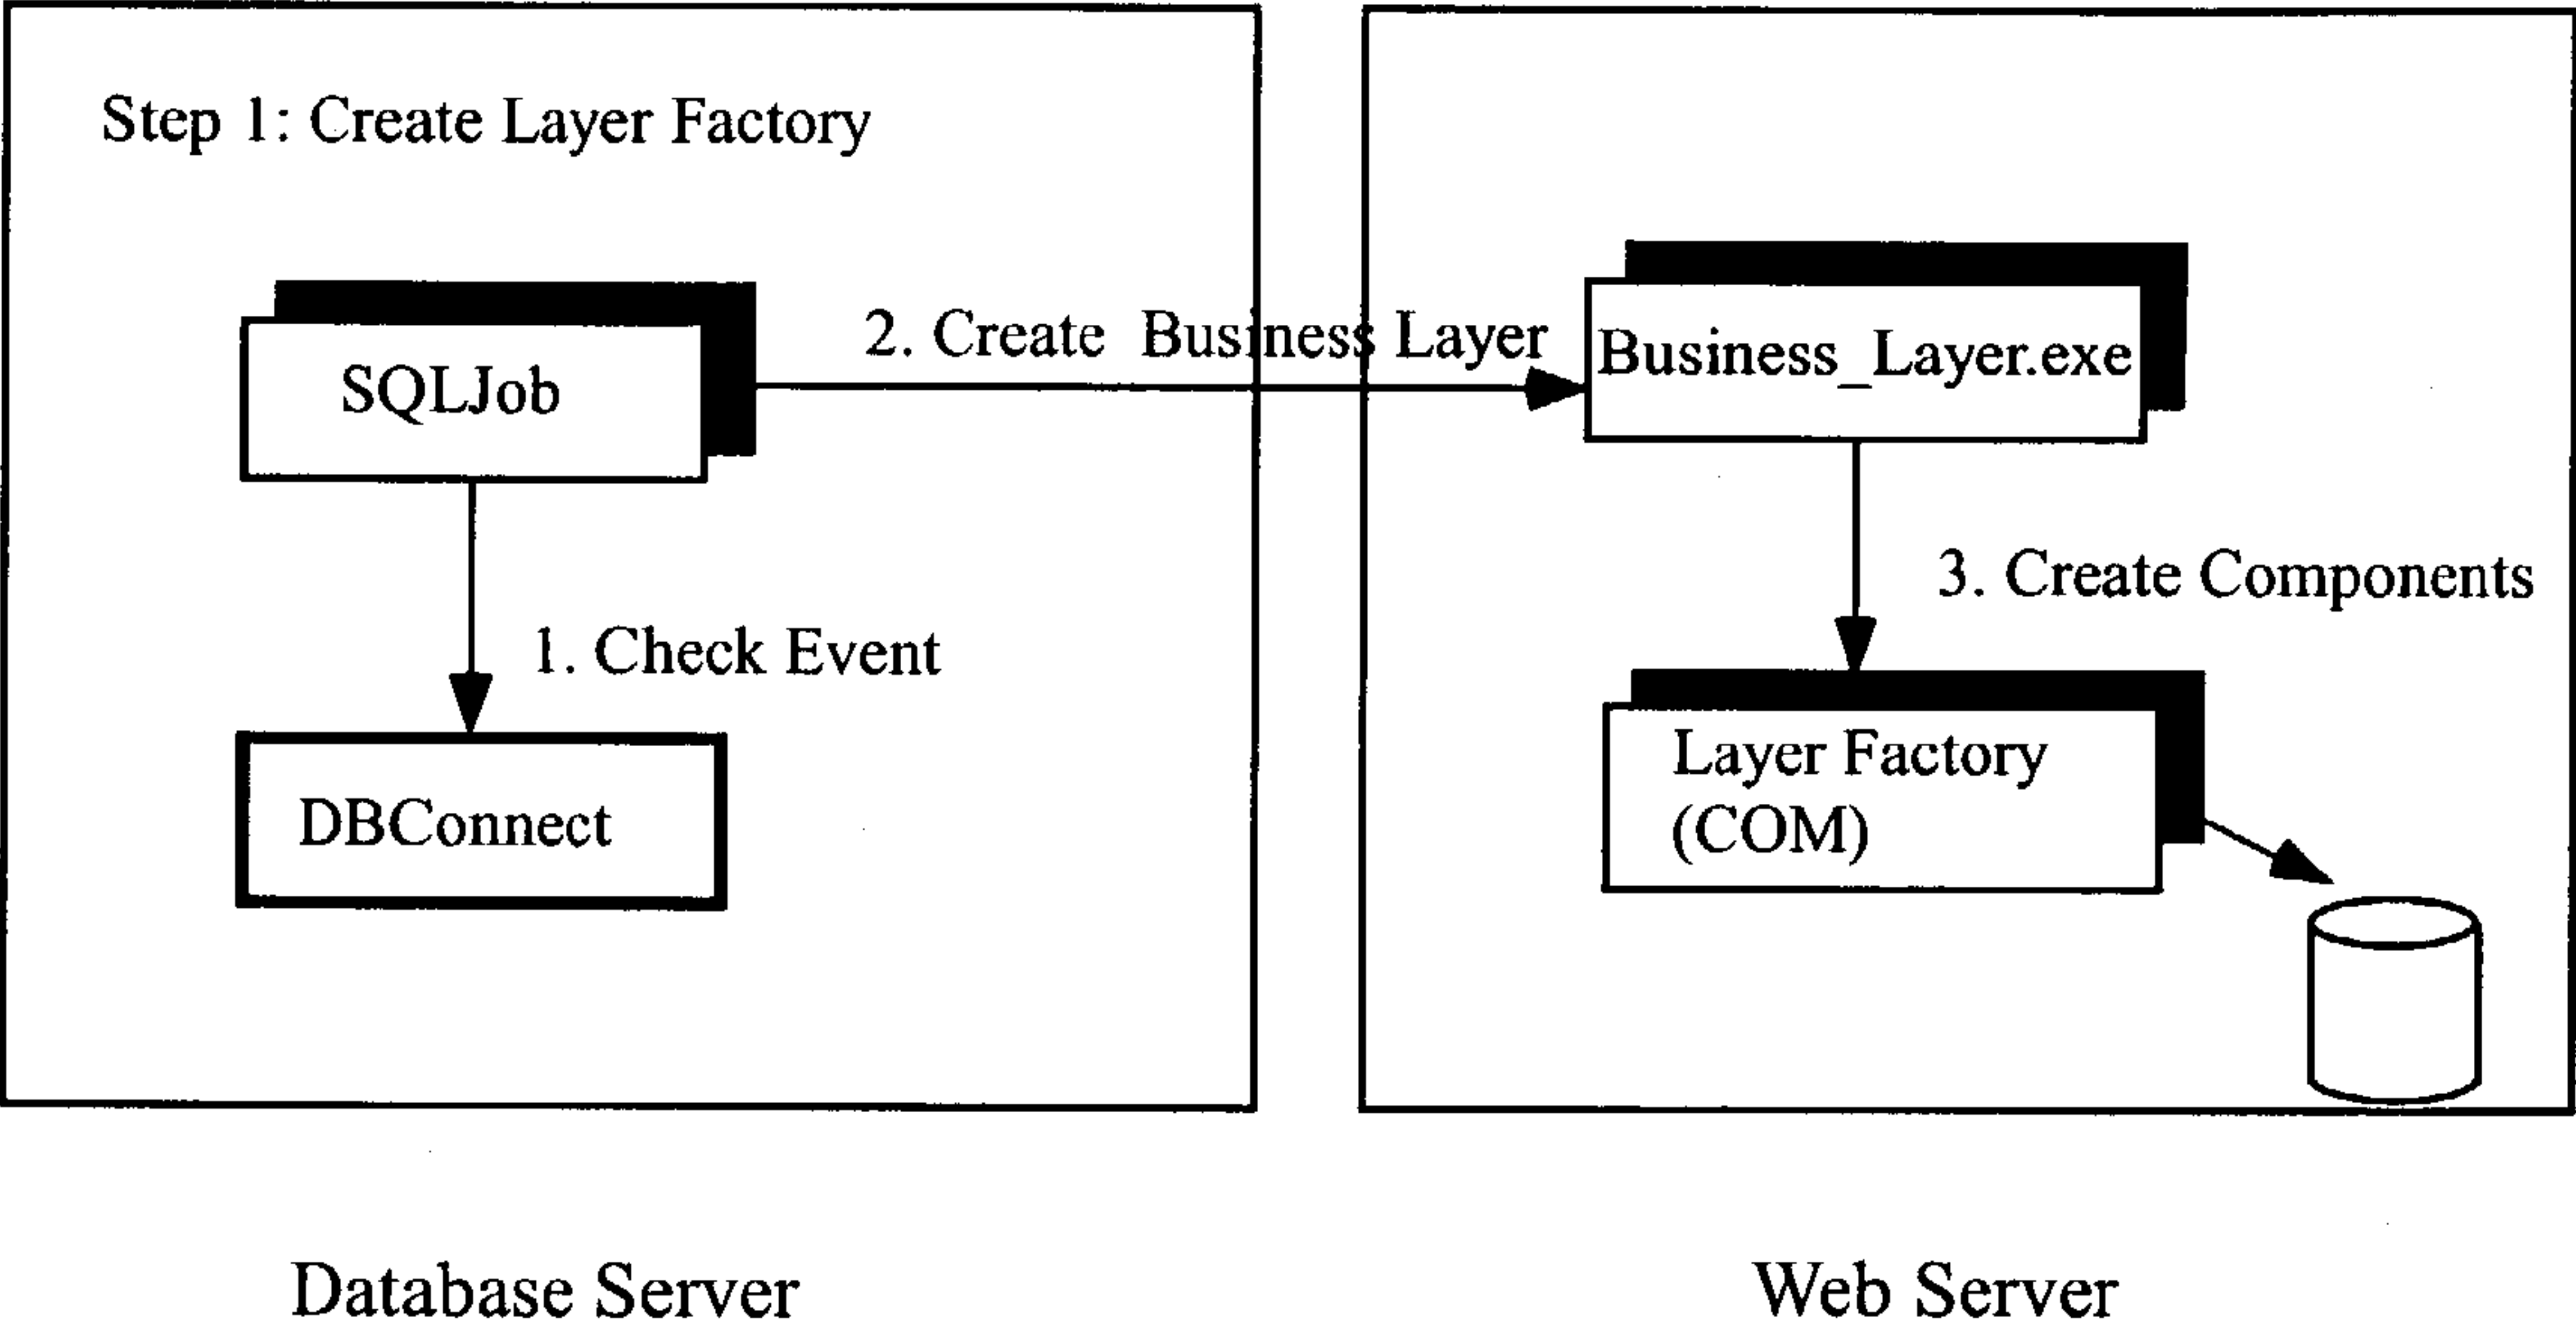 Step 1: Create Layer Factory
SQLJob
2. Create Business Layer
Business_Layer.exe
1. Check Event
3. Create Components
DBConnect
Layer Factory
(COM)
Database Server
Web Server